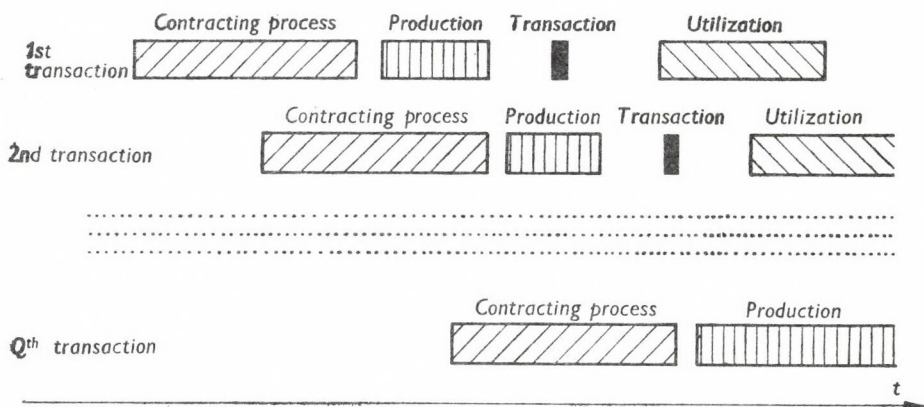 Contracting process Production Transaction Utilization
1st
transaction
Contracting process Production Transaction Utilization
2nd transaction
Contracting process Production
Qth transaction
t